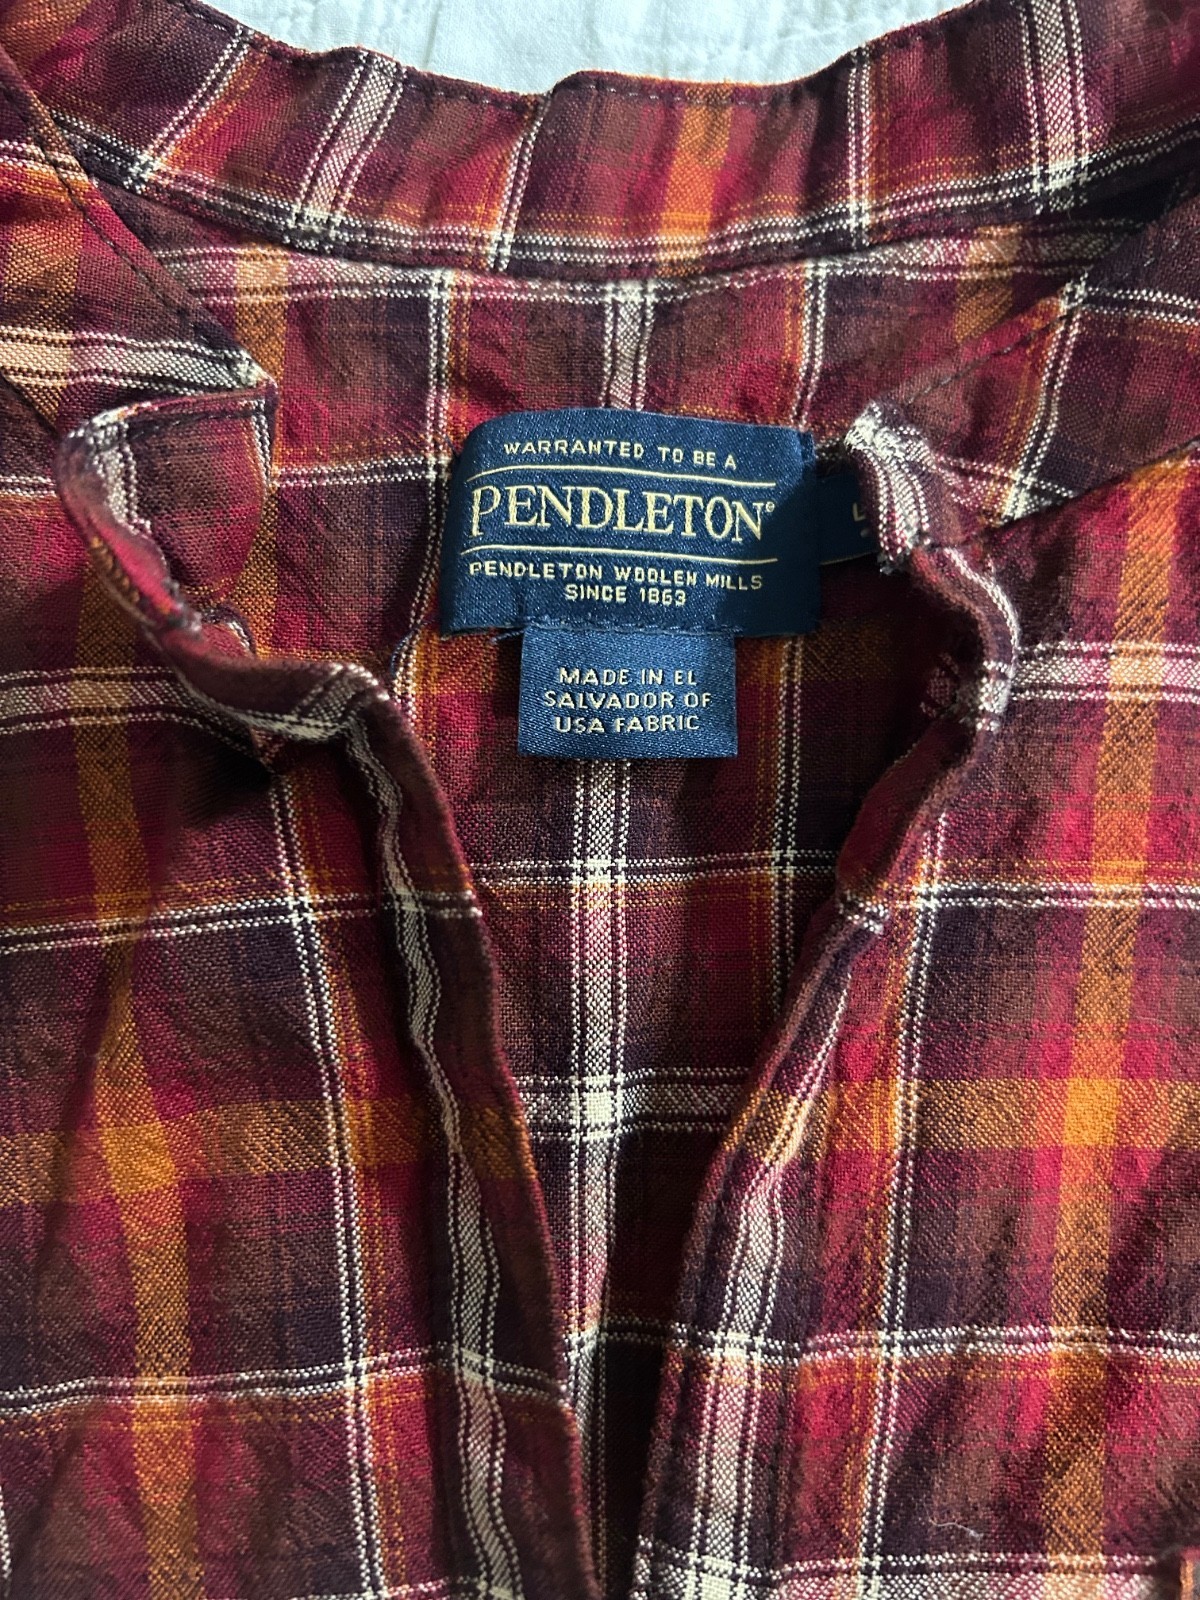 WARRANTED TO BE A
PENDLETON®
PENDLETON WOOLEN MILLS
SINCE 1863
L
MADE IN EL
SALVADOR OF
USA FABRIC